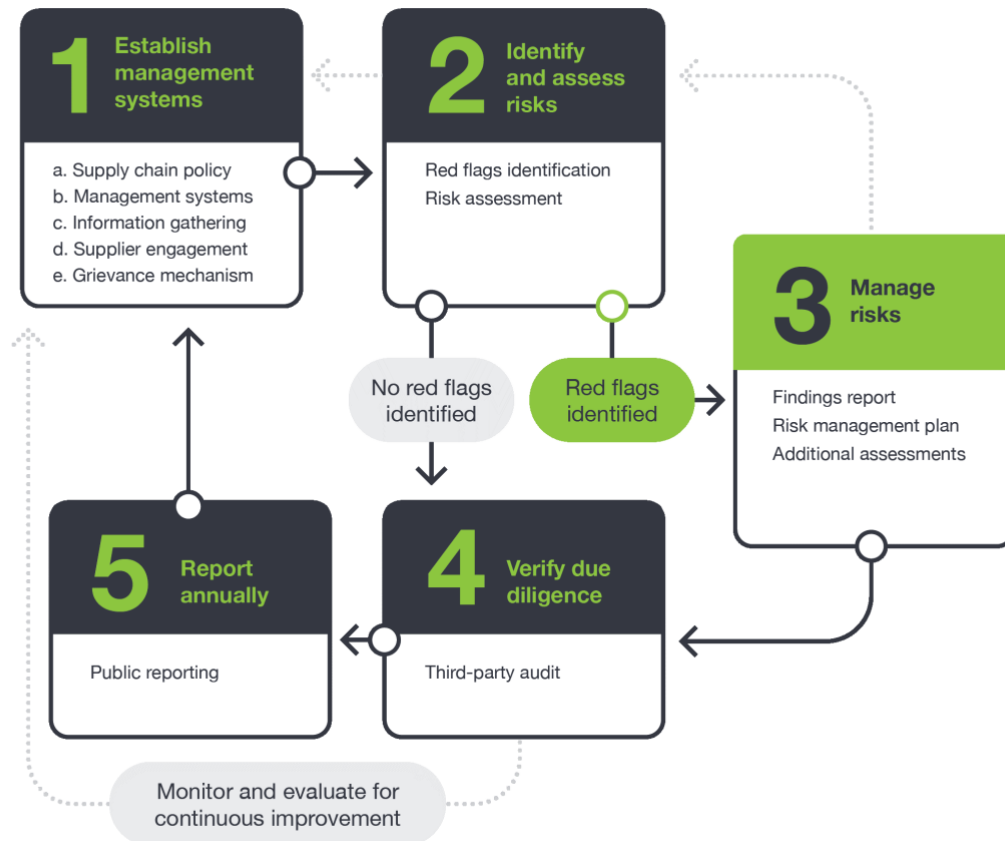 1
Establish
management
systems
a. Supply chain policy
b. Management systems
c. Information gathering
d. Supplier engagement
e. Grievance mechanism
2
Identify
and assess
risks
Red flags identification
Risk assessment
No red flags
identified
Red flags
identified
3
Manage
risks
Findings report
Risk management plan
Additional assessments
4
Verify due
diligence
Third-party audit
5
Report
annually
Public reporting
Monitor and evaluate for
continuous improvement